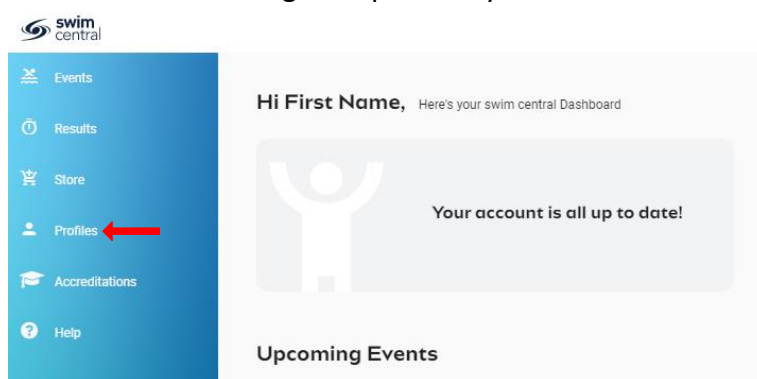 swim
central
Events
Results
Store
Profiles
Accreditations
Help
Hi First Name, Here's your swim central Dashboard
Your account is all up to date!
Upcoming Events